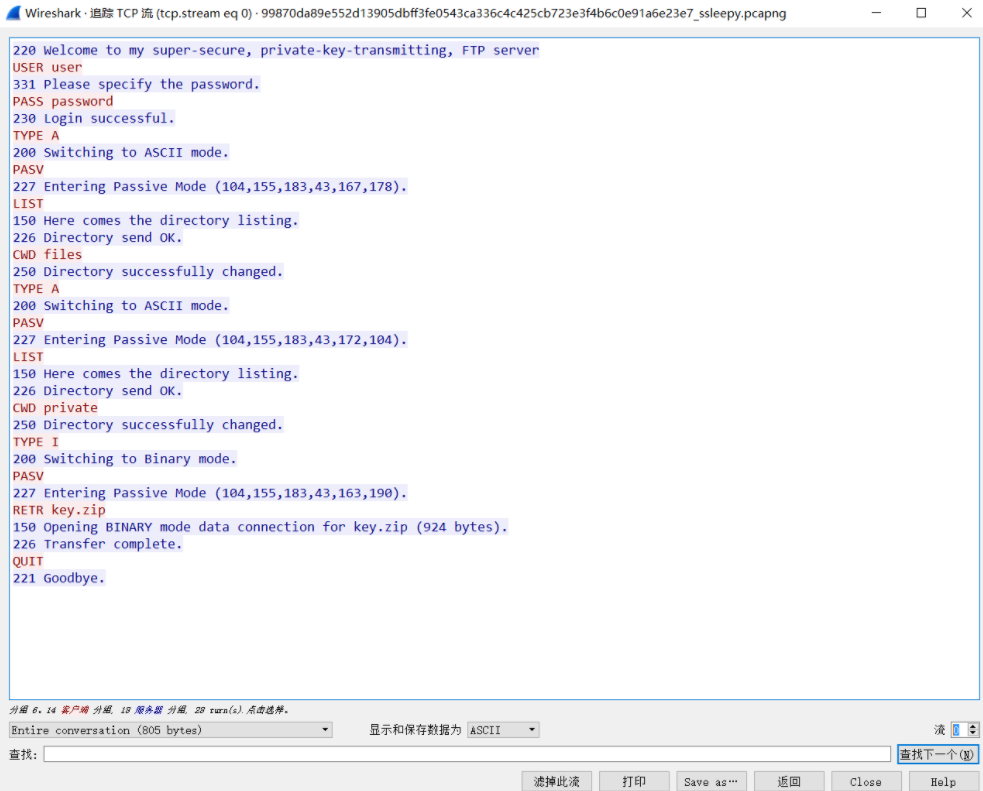 Wireshark · 追踪 TCP 流 (tcp.stream eq 0) · 99870da89e552d13905dbff3fe0543ca336c4c425cb723e3f4b6c0e91a6e23e7_ssleepy.pcapng
220 Welcome to my super-secure, private-key-transmitting, FTP server
USER user
331 Please specify the password.
PASS password
230 Login successful.
TYPE A
200 Switching to ASCII mode.
PASV
227 Entering Passive Mode (104,155,183,43,167,178).
LIST
150 Here comes the directory listing.
226 Directory send OK.
CWD files
250 Directory successfully changed.
TYPE A
200 Switching to ASCII mode.
PASV
227 Entering Passive Mode (104,155,183,43,172,104).
LIST
150 Here comes the directory listing.
226 Directory send OK.
CWD private
250 Directory successfully changed.
TYPE I
200 Switching to Binary mode.
PASV
227 Entering Passive Mode (104,155,183,43,163,190).
RETR key.zip
150 Opening BINARY mode data connection for key.zip (924 bytes).
226 Transfer complete.
QUIT
221 Goodbye.
分组 6。14 客户端 分组, 18 服务器 分组, 28 turn(s).点击选择。
Entire conversation (805 bytes) 显示和保存数据为 ASCII 流 0
查找: 查找下一个(N)
滤掉此流 打印 Save as… 返回 Close Help